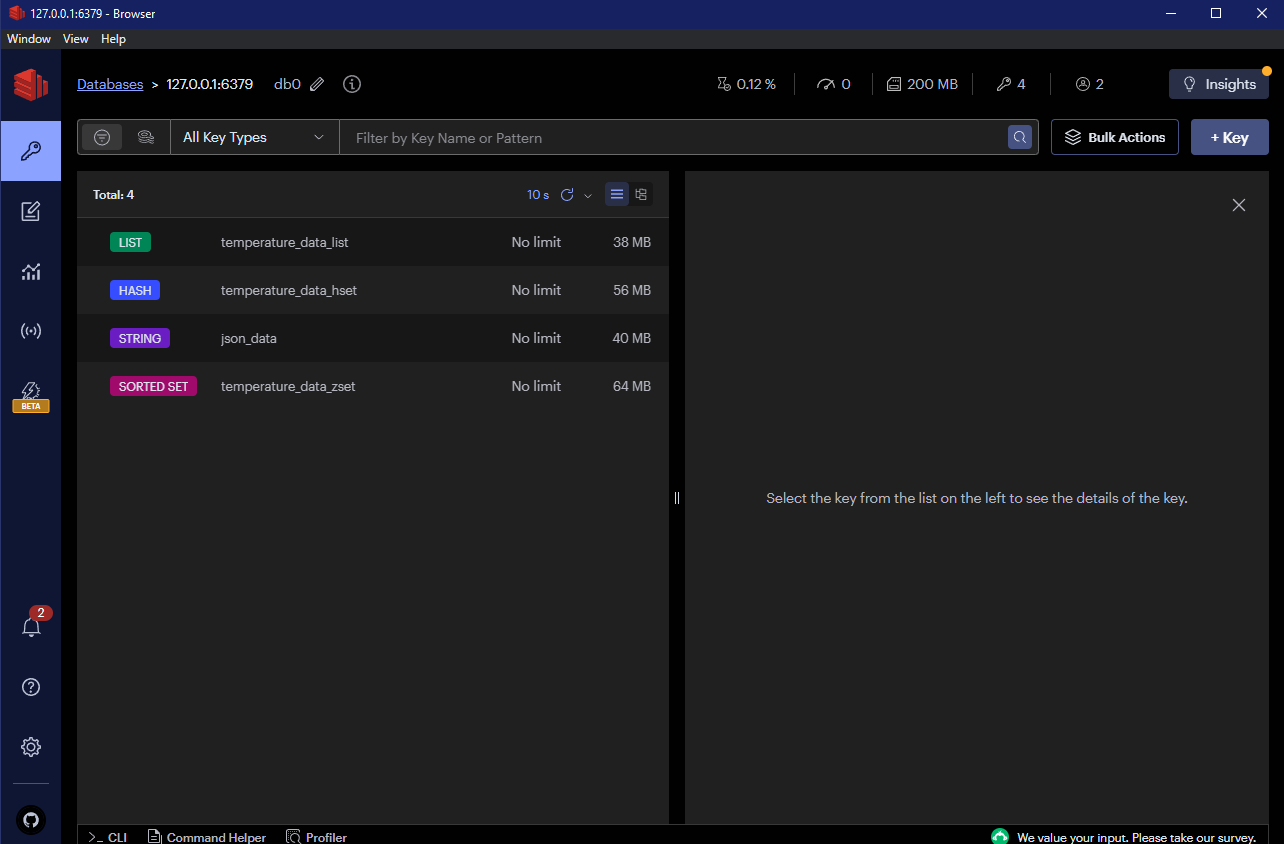 127.0.0.1:6379 - Browser
Window View Help
Databases > 127.0.0.1:6379 db0 0.12 % 0 200 MB 4 2 Insights
All Key Types Filter by Key Name or Pattern Bulk Actions + Key
Total: 4 10 s
LIST temperature_data_list No limit 38 MB
HASH temperature_data_hset No limit 56 MB
STRING json_data No limit 40 MB
SORTED SET temperature_data_zset No limit 64 MB
BETA
Select the key from the list on the left to see the details of the key.
2
>_ CLI Command Helper Profiler We value your input. Please take our survey.